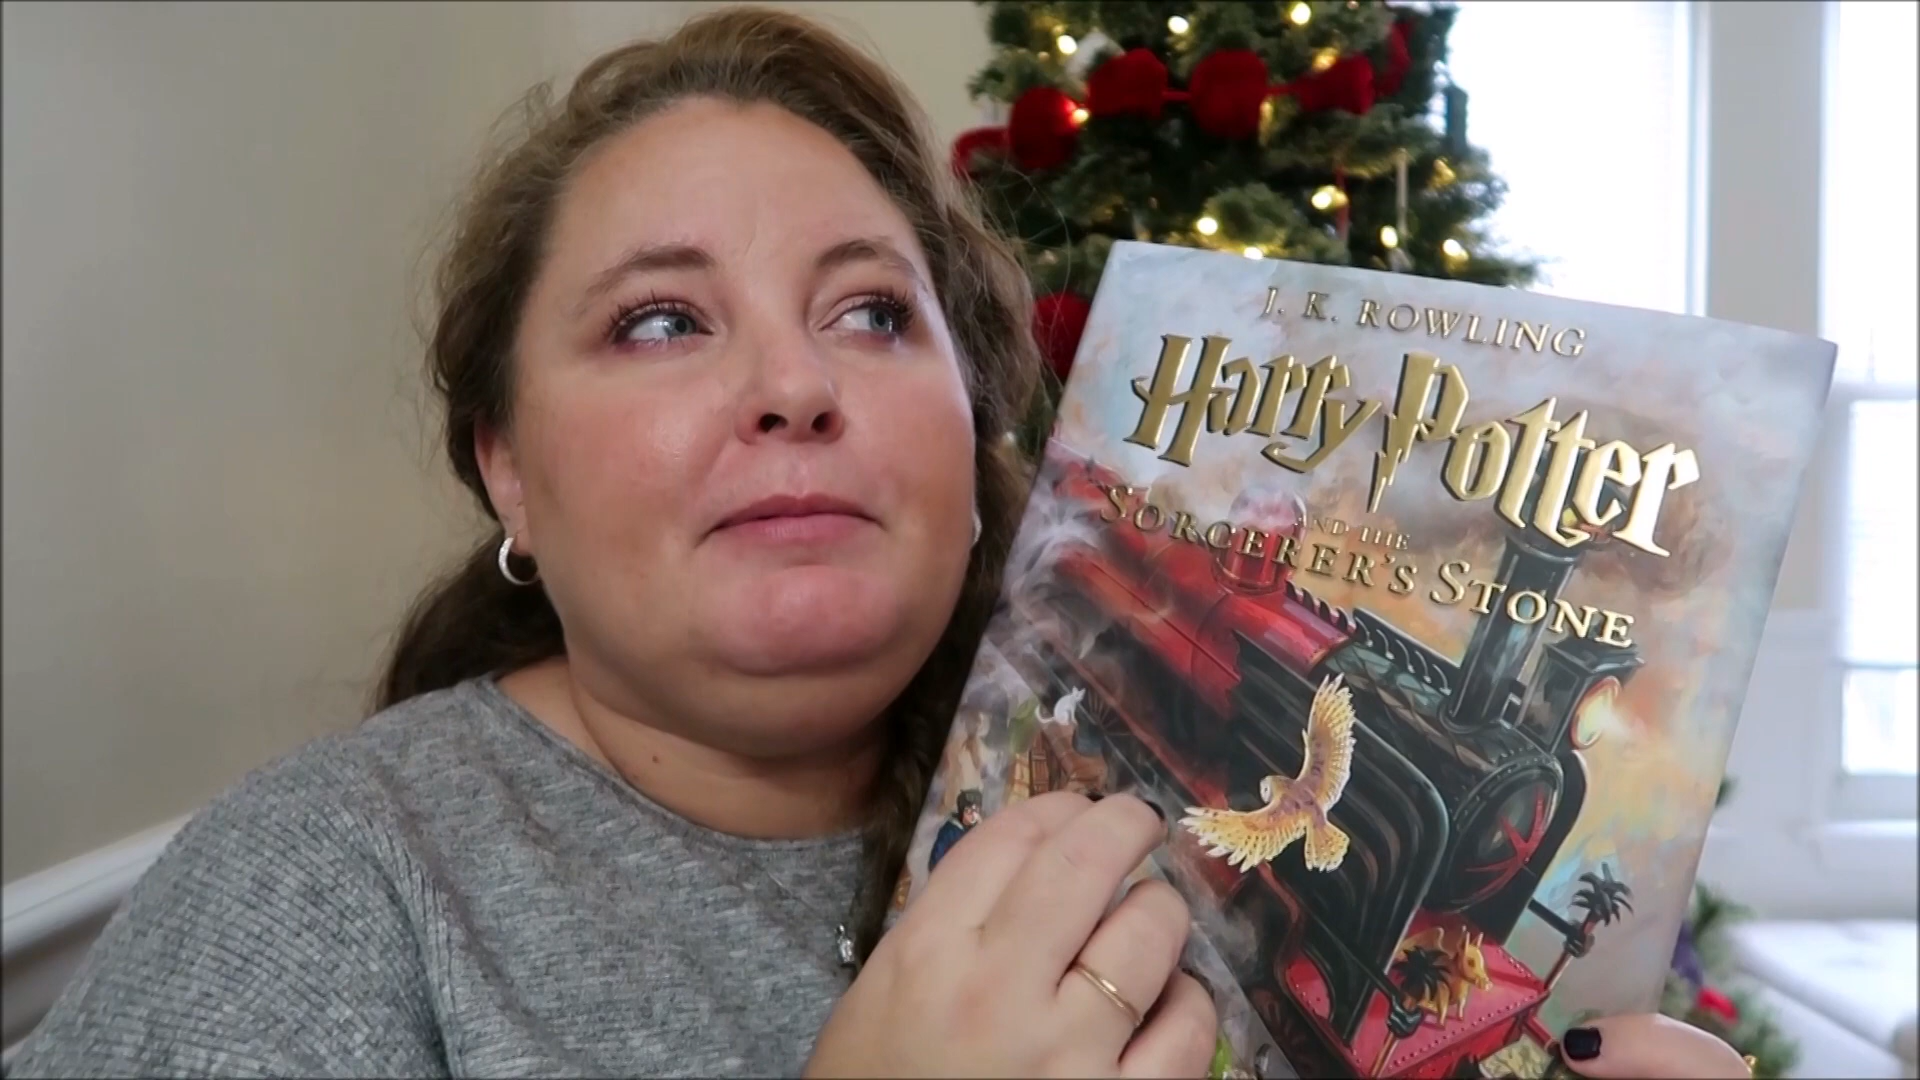 J. K. ROWLING
Harry Potter
AND THE
SORCERER'S STONE